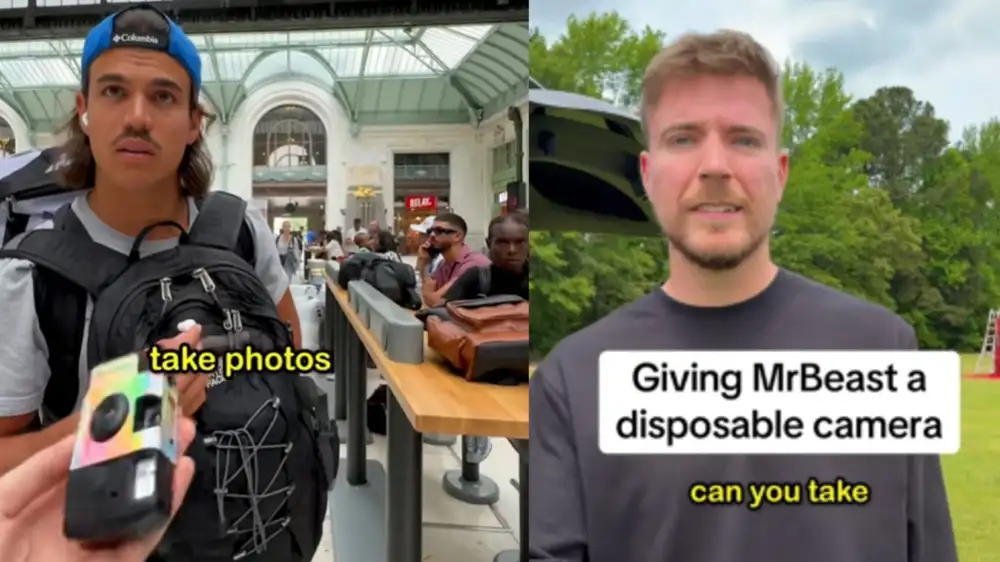 Columbia
RELAY
take photos
Giving MrBeast a
disposable camera
can you take